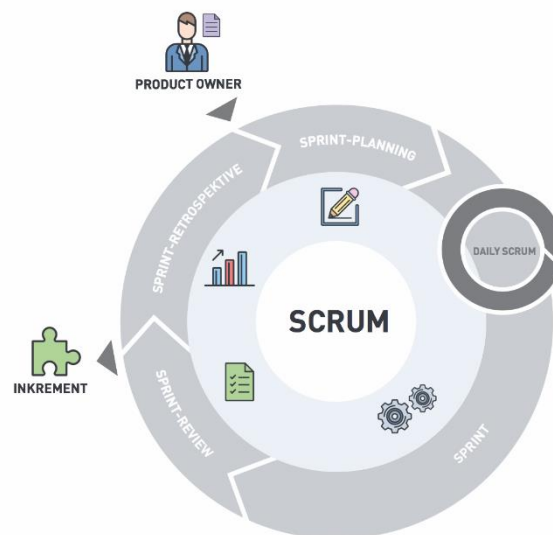 PRODUCT OWNER
SPRINT-PLANNING
SPRINT-RETROSPEKTIVE
DAILY SCRUM
SCRUM
INKREMENT
SPRINT-REVIEW
SPRINT